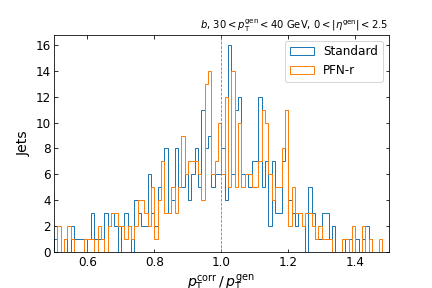 b, 30 < p_T^gen < 40 GeV, 0 < |η^gen| < 2.5
Standard
PFN-r
Jets
16
14
12
10
8
6
4
2
0
0.6 0.8 1.0 1.2 1.4
p_T^corr / p_T^gen